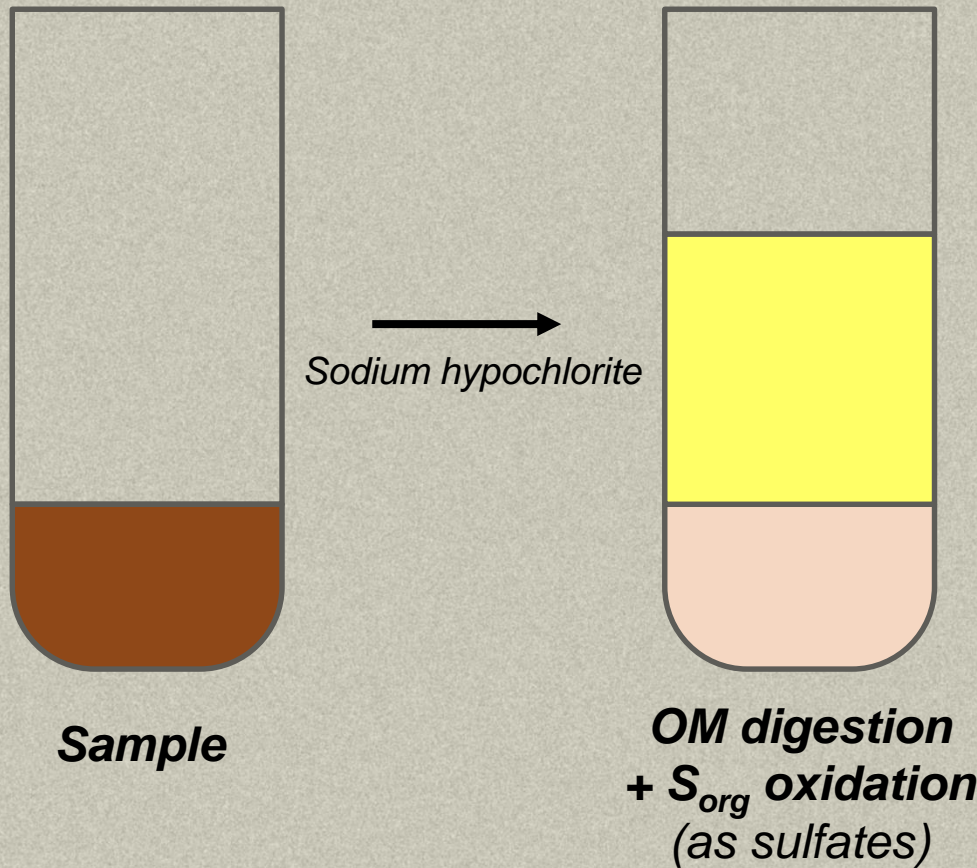 Sodium hypochlorite
Sample
OM digestion
+ Sorg oxidation
(as sulfates)